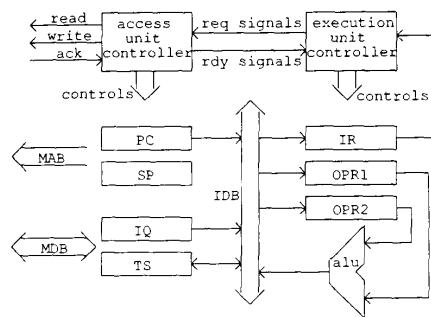 read
write
ack
access
unit
controller
req signals
rdy signals
execution
unit
controller
controls
controls
MAB
PC
SP
IDB
IR
OPR1
OPR2
MDB
IQ
TS
alu